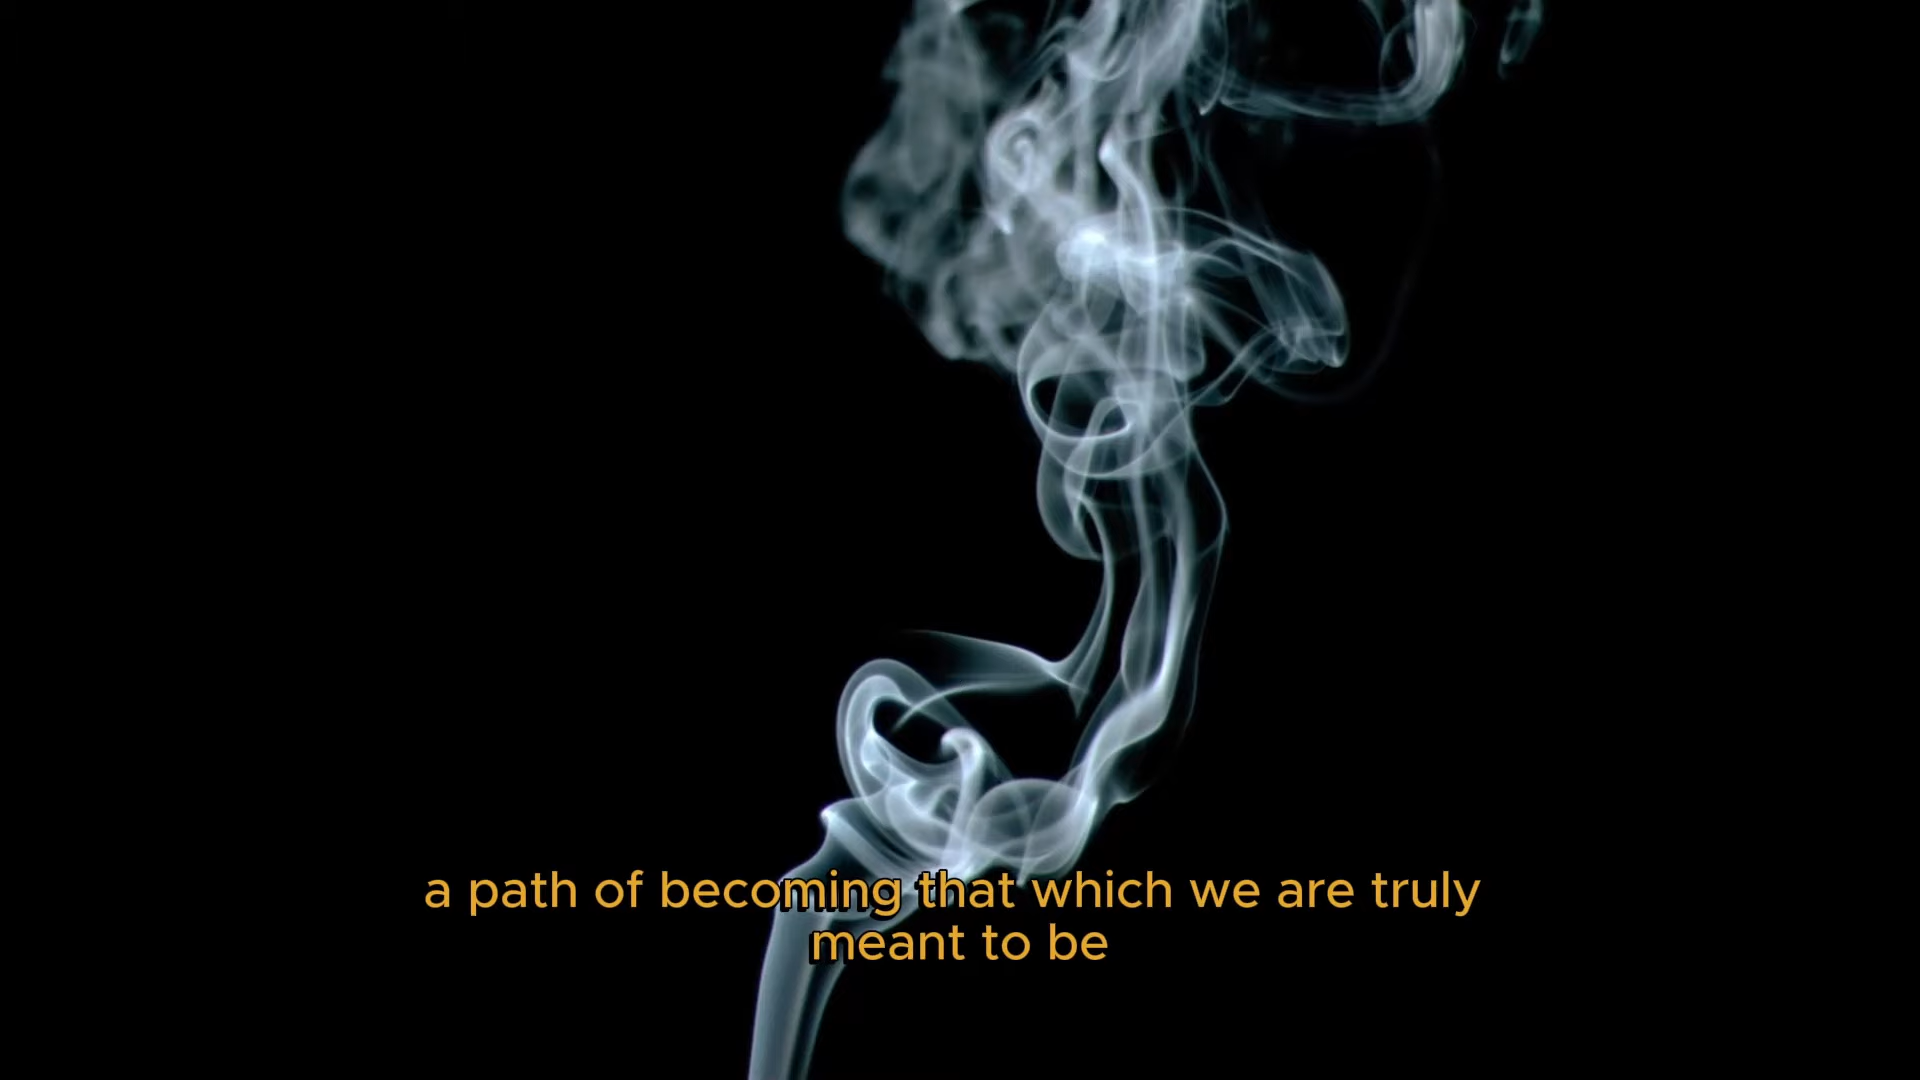 a path of becoming that which we are truly
meant to be